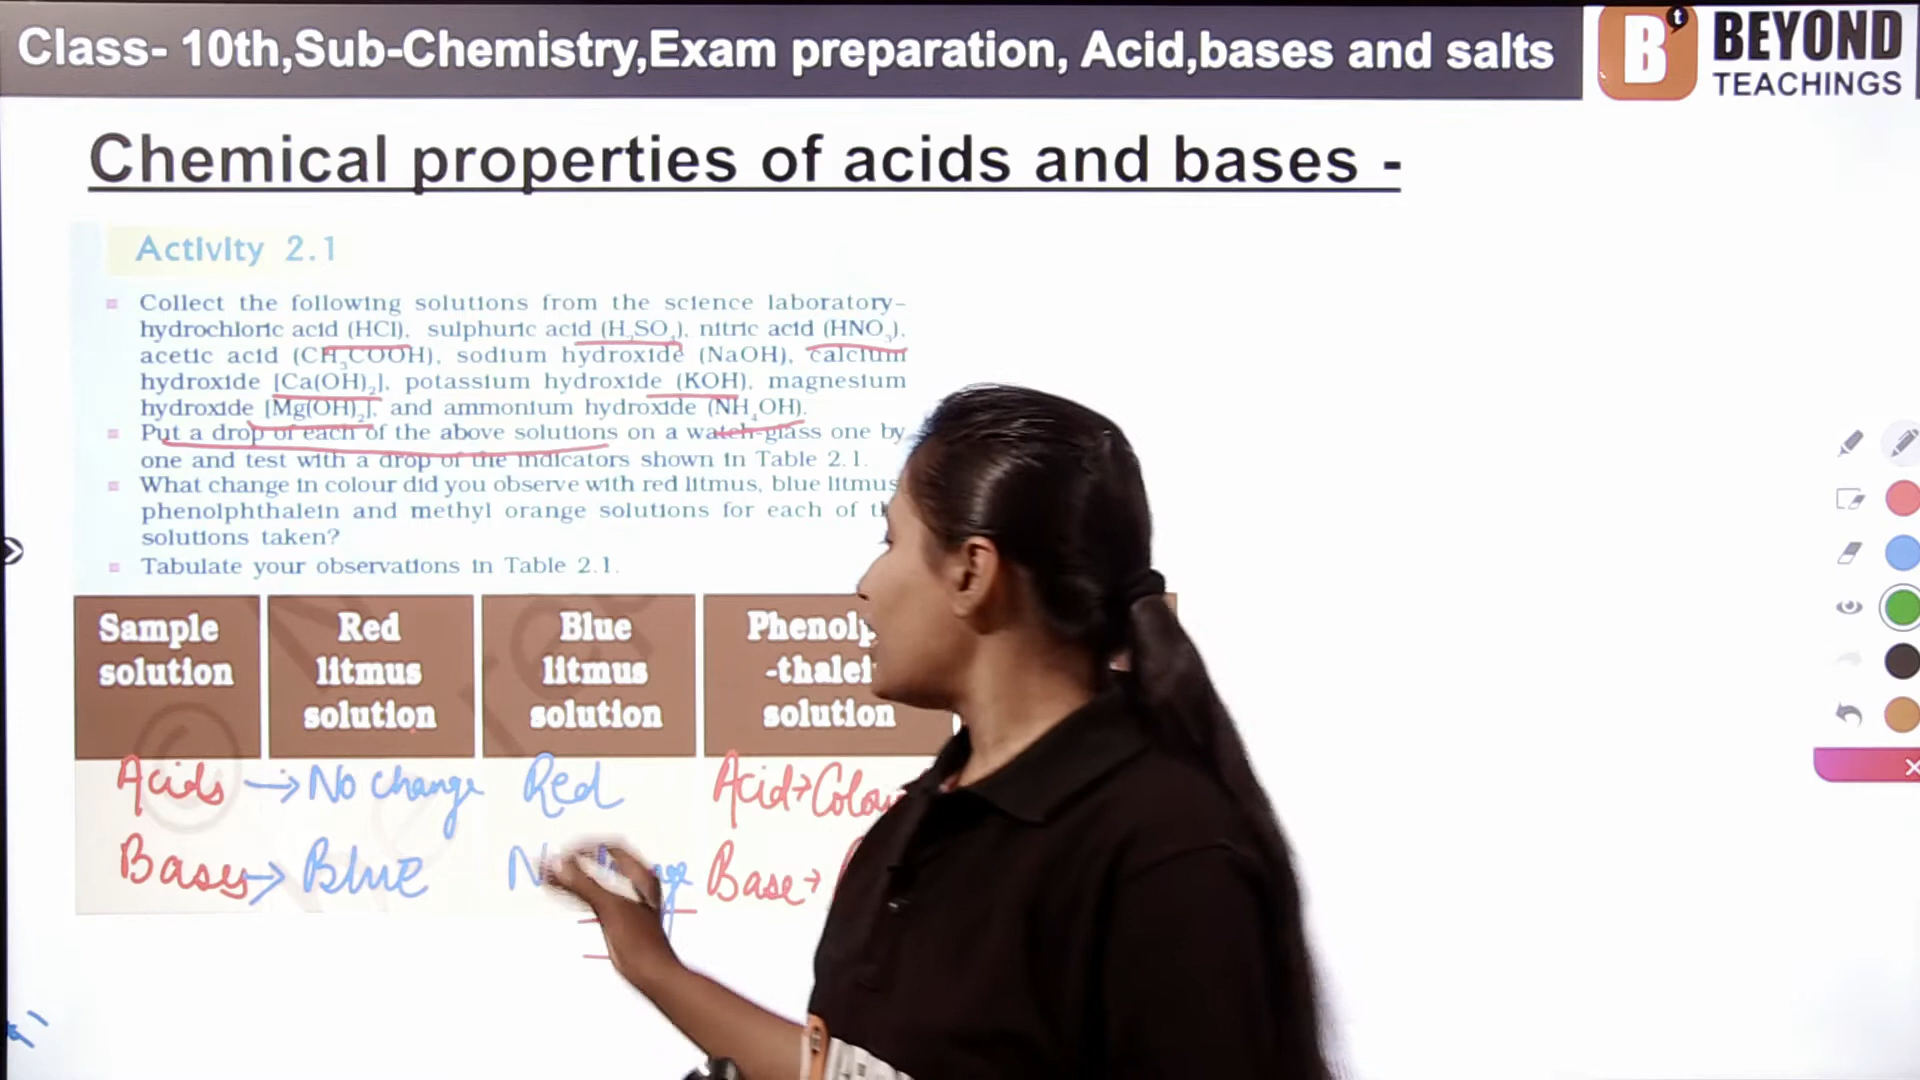 Class- 10th,Sub-Chemistry,Exam preparation, Acid,bases and salts
B t
BEYOND
TEACHINGS
Chemical properties of acids and bases -
Activity 2.1
Collect the following solutions from the science laboratory–
hydrochloric acid (HCl), sulphuric acid (H₂SO₄), nitric acid (HNO₃),
acetic acid (CH₃COOH), sodium hydroxide (NaOH), calcium
hydroxide [Ca(OH)₂], potassium hydroxide (KOH), magnesium
hydroxide [Mg(OH)₂], and ammonium hydroxide (NH₄OH).
Put a drop of each of the above solutions on a watch-glass one by
one and test with a drop of the indicators shown in Table 2.1.
What change in colour did you observe with red litmus, blue litmus,
phenolphthalein and methyl orange solutions for each of
solutions taken?
Tabulate your observations in Table 2.1.
Sample solution
Red litmus solution
Blue litmus solution
-thalei
solution
Acids → No change Red Acid →
Bases → Blue Base →